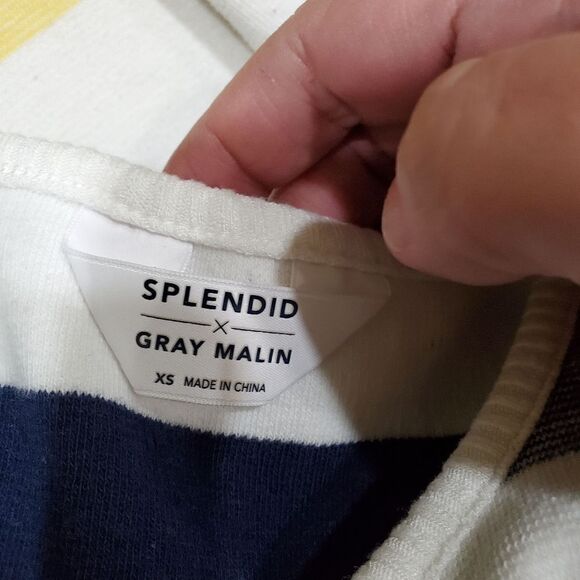 SPLENDID
×
GRAY MALIN
XS MADE IN CHINA